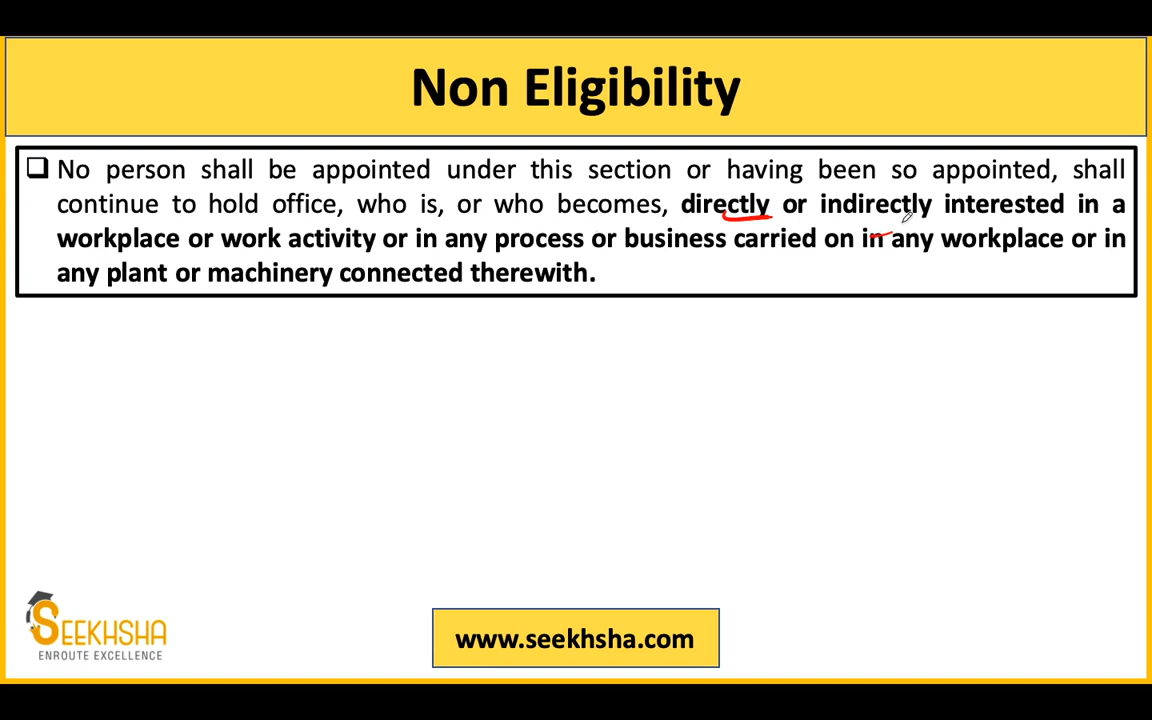 Non Eligibility
No person shall be appointed under this section or having been so appointed, shall
continue to hold office, who is, or who becomes, directly or indirectly interested in a
workplace or work activity or in any process or business carried on in any workplace or in
any plant or machinery connected therewith.
SEEKHSHA
ENROUTE EXCELLENCE
www.seekhsha.com